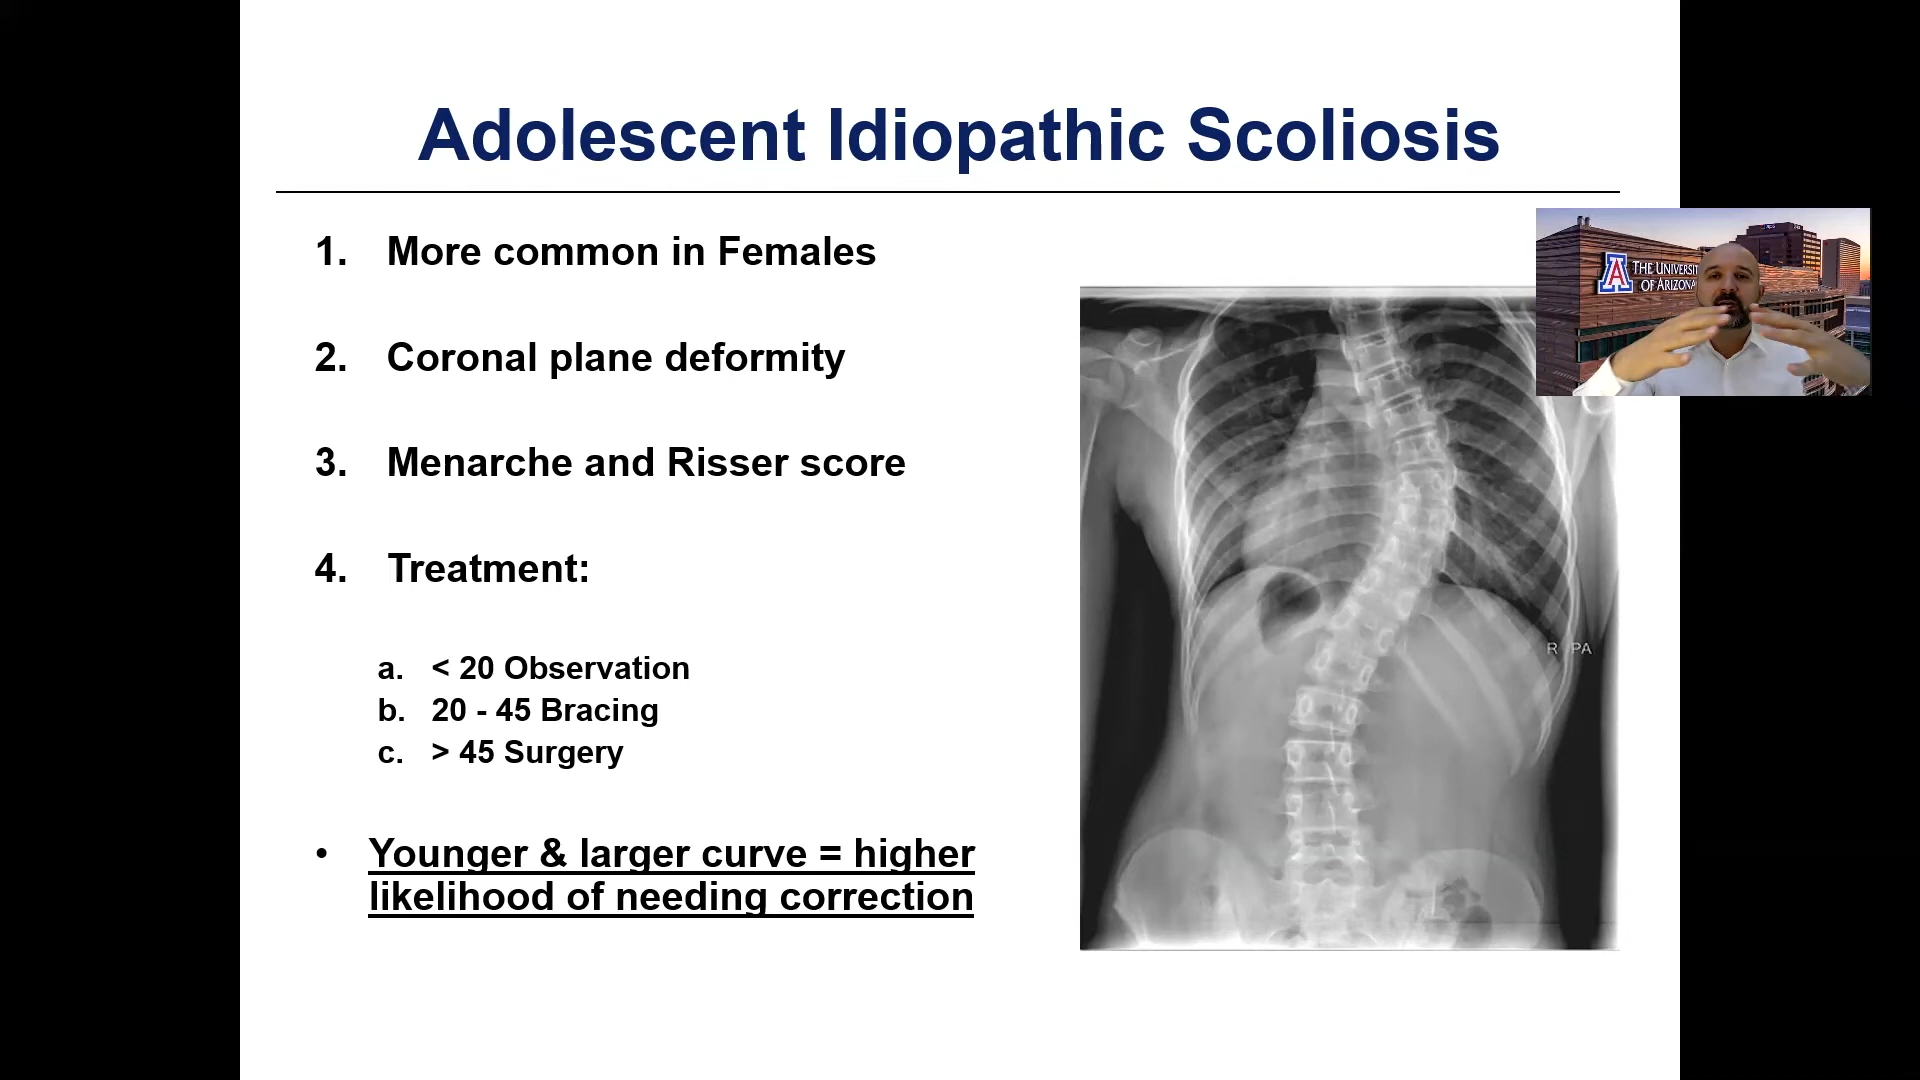 Adolescent Idiopathic Scoliosis
1. More common in Females
2. Coronal plane deformity
3. Menarche and Risser score
4. Treatment:
a. < 20 Observation
b. 20 - 45 Bracing
c. > 45 Surgery
• Younger & larger curve = higher
likelihood of needing correction
A THE UNIVERSIT
OF ARIZONA
R PA